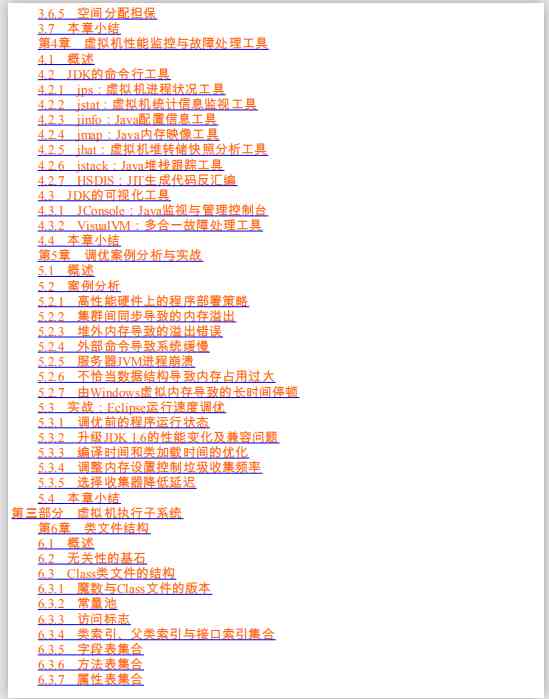 3.6.5　空间分配担保
3.7　本章小结
第4章　虚拟机性能监控与故障处理工具
4.1　概述
4.2　JDK的命令行工具
4.2.1　jps：虚拟机进程状况工具
4.2.2　jstat：虚拟机统计信息监视工具
4.2.3　jinfo：Java配置信息工具
4.2.4　jmap：Java内存映像工具
4.2.5　jhat：虚拟机堆转储快照分析工具
4.2.6　jstack：Java堆栈跟踪工具
4.2.7　HSDIS：JIT生成代码反汇编
4.3　JDK的可视化工具
4.3.1　JConsole：Java监视与管理控制台
4.3.2　VisualVM：多合一故障处理工具
4.4　本章小结
第5章　调优案例分析与实战
5.1　概述
5.2　案例分析
5.2.1　高性能硬件上的程序部署策略
5.2.2　集群间同步导致的内存溢出
5.2.3　堆外内存导致的溢出错误
5.2.4　外部命令导致系统缓慢
5.2.5　服务器JVM进程崩溃
5.2.6　不恰当数据结构导致内存占用过大
5.2.7　由Windows虚拟内存导致的长时间停顿
5.3　实战：Eclipse运行速度调优
5.3.1　调优前的程序运行状态
5.3.2　升级JDK 1.6的性能变化及兼容问题
5.3.3　编译时间和类加载时间的优化
5.3.4　调整内存设置控制垃圾收集频率
5.3.5　选择收集器降低延迟
5.4　本章小结
第三部分　虚拟机执行子系统
第6章　类文件结构
6.1　概述
6.2　无关性的基石
6.3　Class类文件的结构
6.3.1　魔数与Class文件的版本
6.3.2　常量池
6.3.3　访问标志
6.3.4　类索引、父类索引与接口索引集合
6.3.5　字段表集合
6.3.6　方法表集合
6.3.7　属性表集合